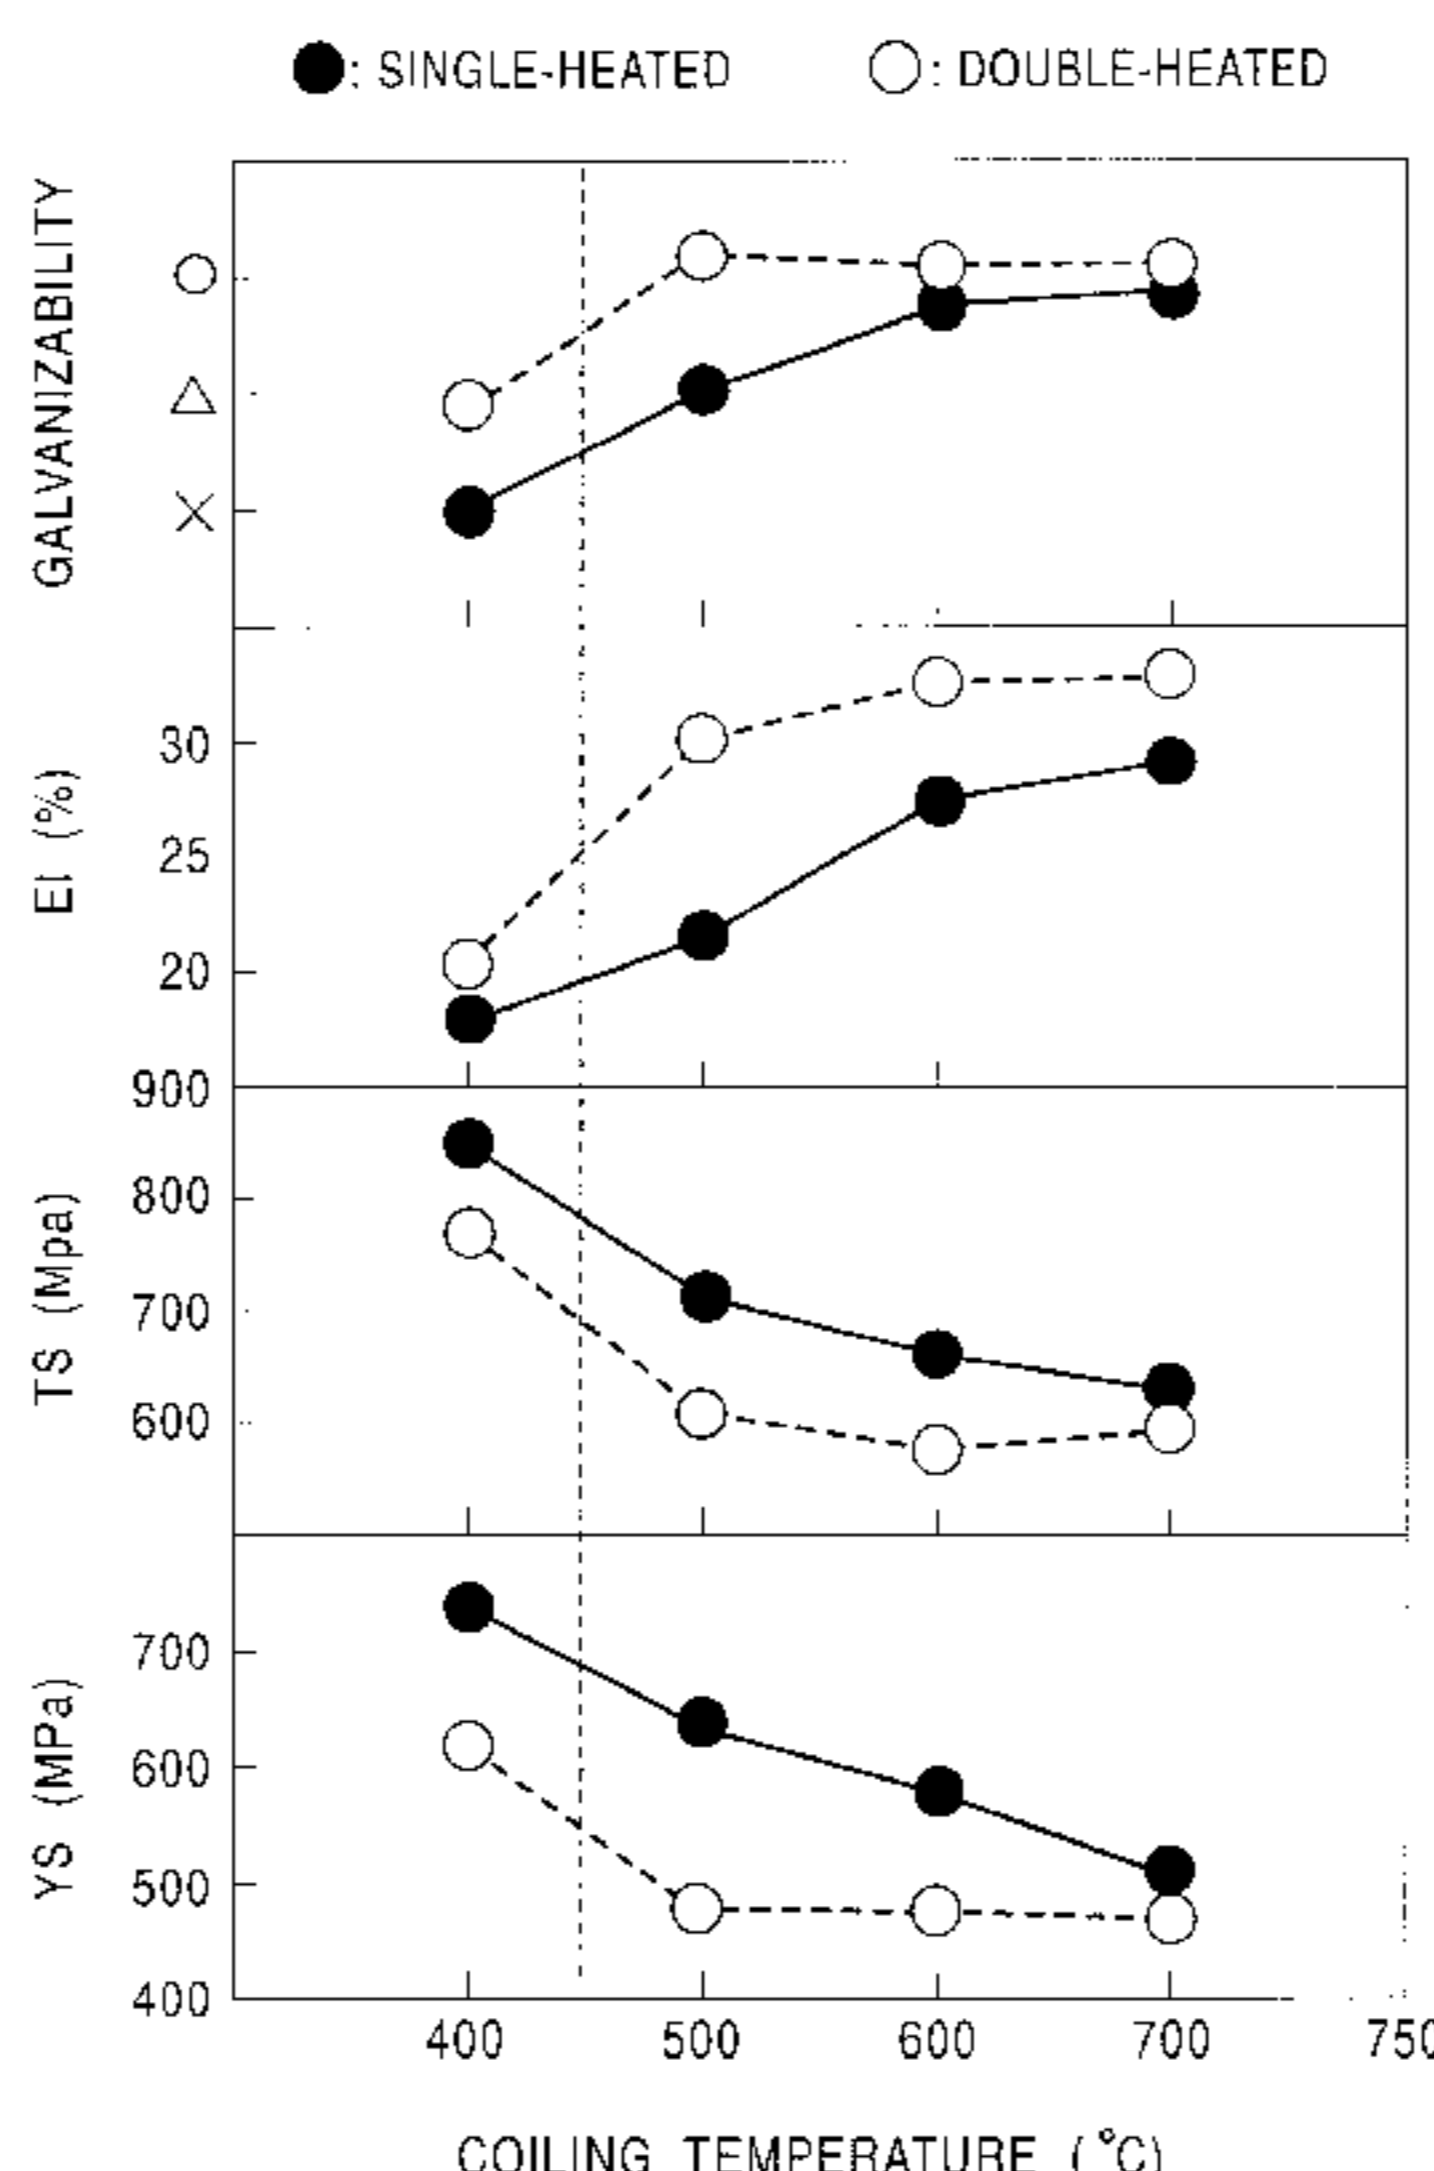 ●: SINGLE-HEATED ○: DOUBLE-HEATED
GALVANIZABILITY
○
△
×
El (%)
30
25
20
TS (Mpa)
900
800
700
600
YS (MPa)
700
600
500
400
400 500 600 700 750
COILING TEMPERATURE (°C)